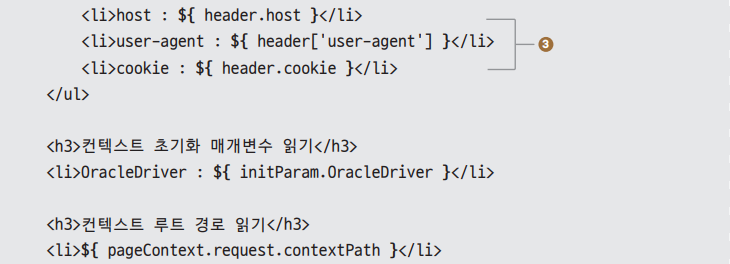 <li>host : ${ header.host }</li>
<li>user-agent : ${ header['user-agent'] }</li>
❸
<li>cookie : ${ header.cookie }</li>
</ul>
<h3>컨텍스트 초기화 매개변수 읽기</h3>
<li>OracleDriver : ${ initParam.OracleDriver }</li>
<h3>컨텍스트 루트 경로 읽기</h3>
<li>${ pageContext.request.contextPath }</li>